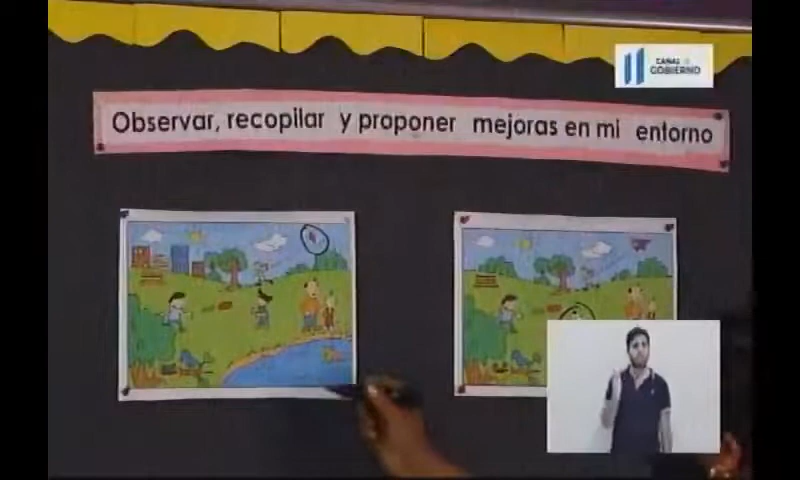 CANAL DE
GOBIERNO
Observar, recopilar y proponer mejoras en mi entorno